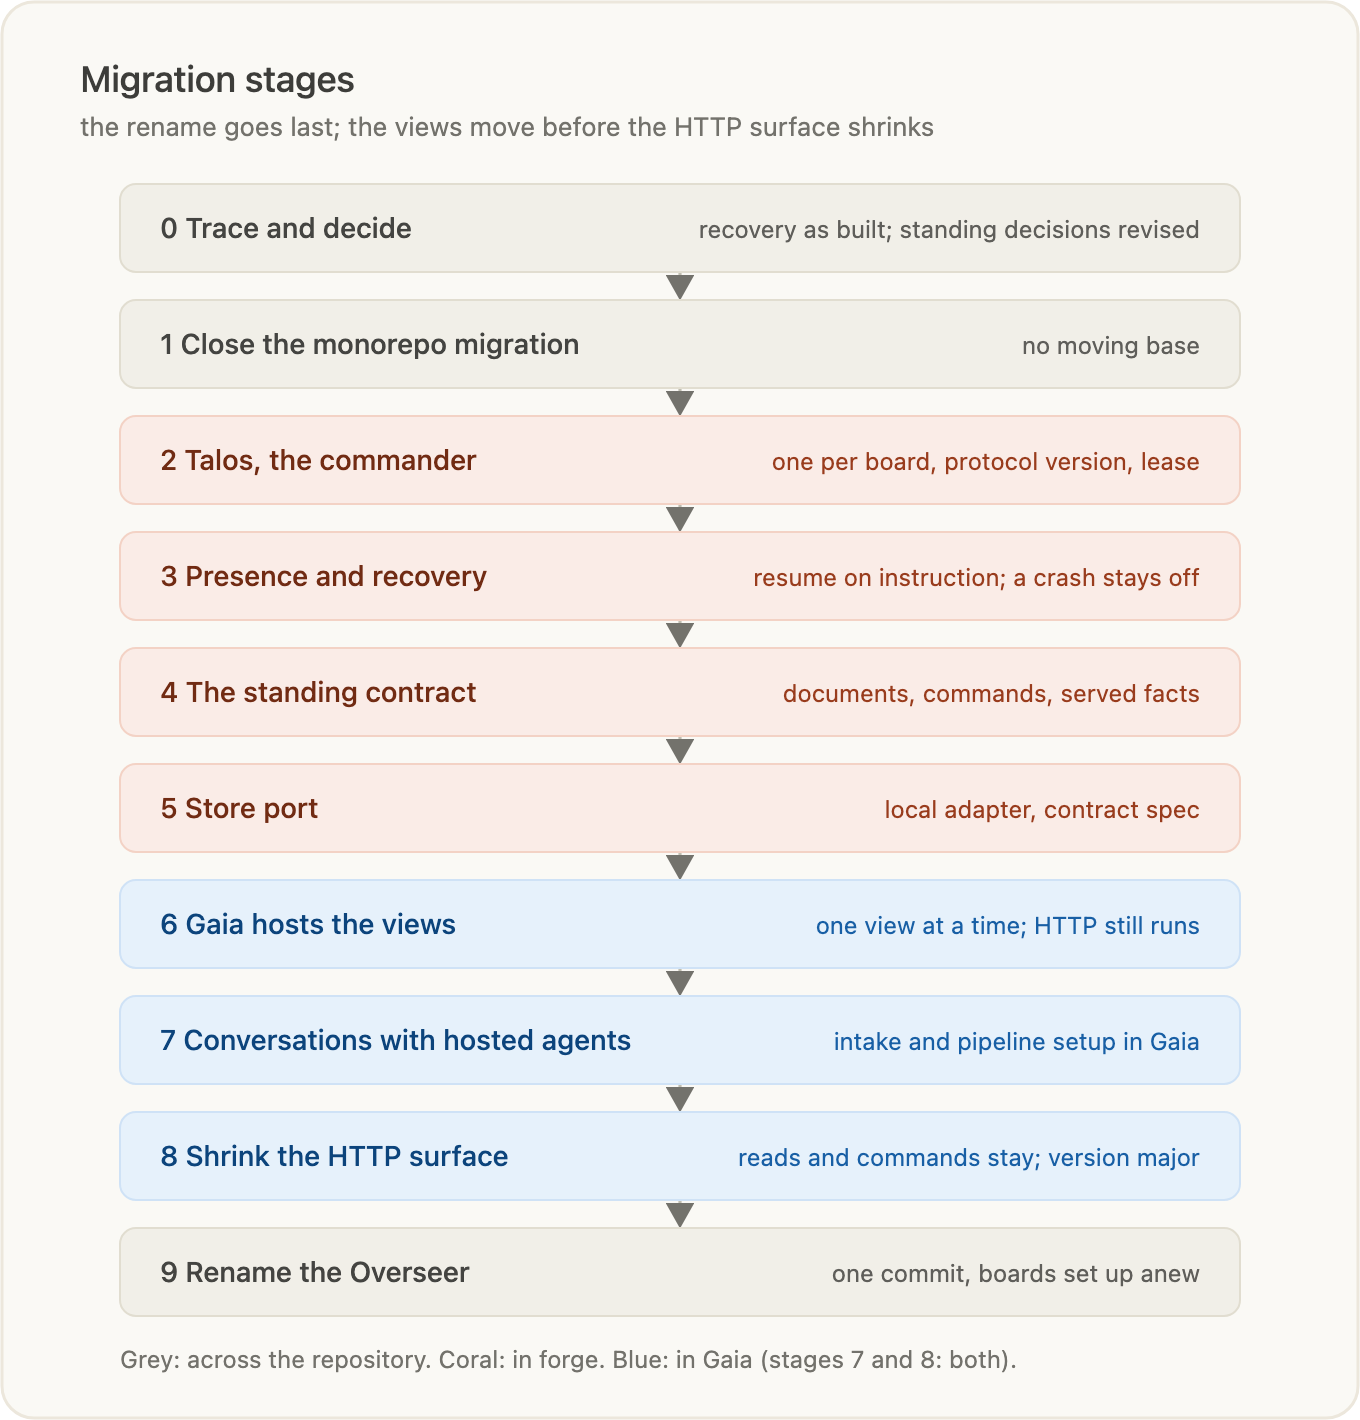 Migration stages
the rename goes last; the views move before the HTTP surface shrinks
0 Trace and decide
recovery as built; standing decisions revised
1 Close the monorepo migration
no moving base
2 Talos, the commander
one per board, protocol version, lease
3 Presence and recovery
resume on instruction; a crash stays off
4 The standing contract
documents, commands, served facts
5 Store port
local adapter, contract spec
6 Gaia hosts the views
one view at a time; HTTP still runs
7 Conversations with hosted agents
intake and pipeline setup in Gaia
8 Shrink the HTTP surface
reads and commands stay; version major
9 Rename the Overseer
one commit, boards set up anew
Grey: across the repository. Coral: in forge. Blue: in Gaia (stages 7 and 8: both).